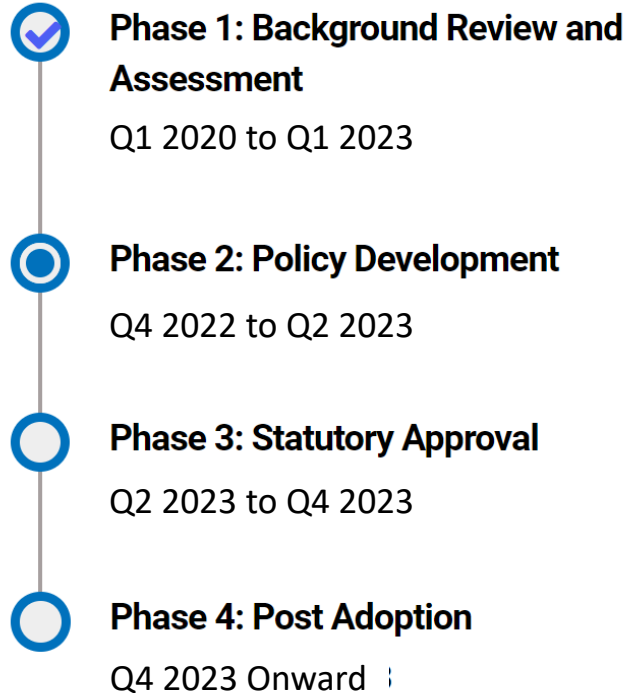 Phase 1: Background Review and
Assessment
Q1 2020 to Q1 2023
Phase 2: Policy Development
Q4 2022 to Q2 2023
Phase 3: Statutory Approval
Q2 2023 to Q4 2023
Phase 4: Post Adoption
Q4 2023 Onward